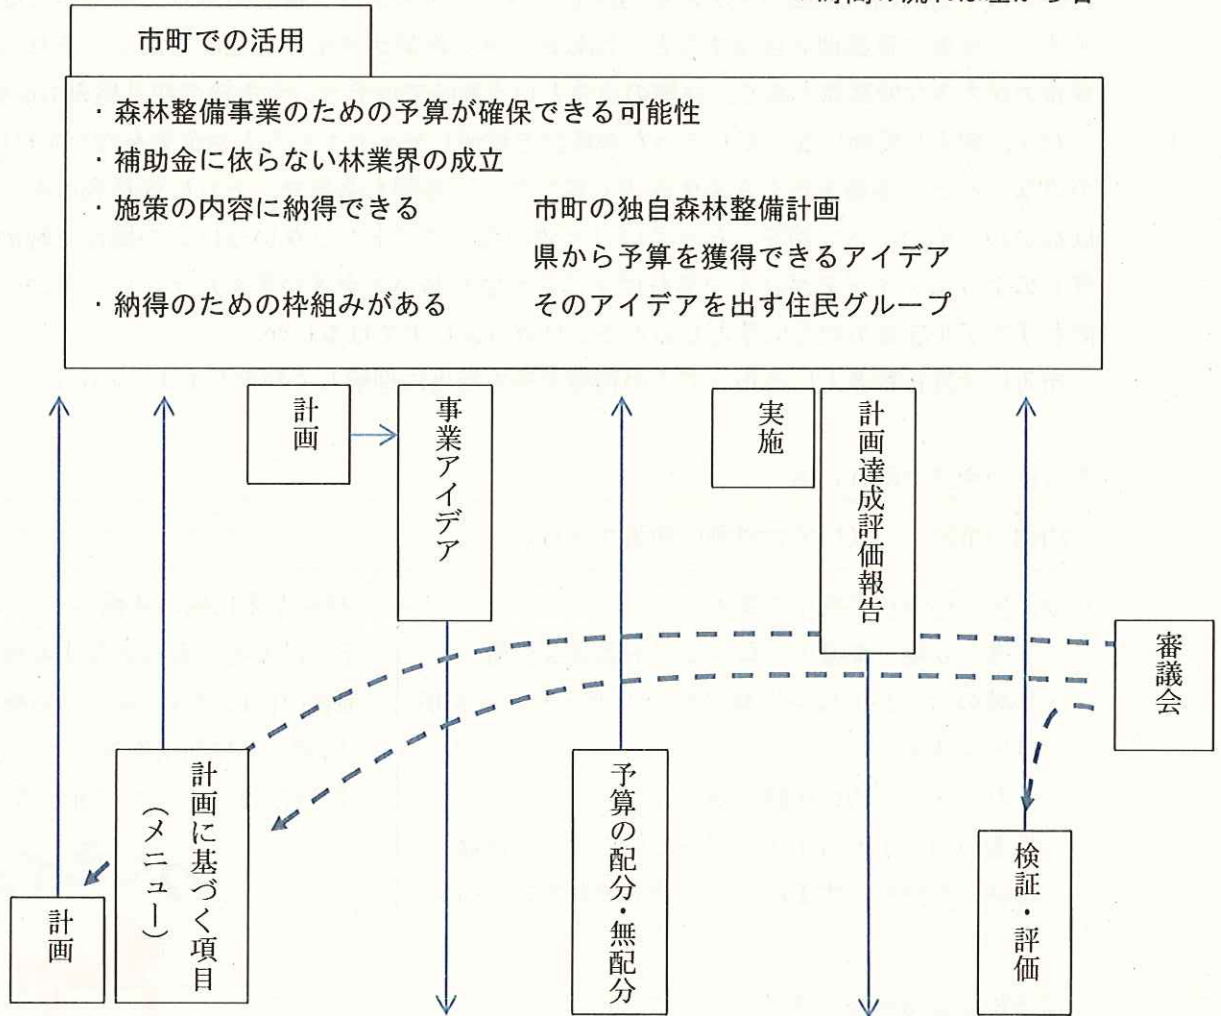 市町での活用
・森林整備事業のための予算が確保できる可能性
・補助金に依らない林業界の成立
・施策の内容に納得できる　　　市町の独自森林整備計画
県から予算を獲得できるアイデア
・納得のための枠組みがある　　そのアイデアを出す住民グループ
計画
事業アイデア
実施
計画達成評価報告
審議会
計画
計画に基づく項目
（メニュー）
予算の配分・無配分
検証・評価